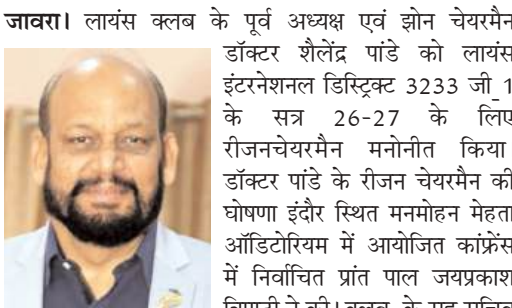 जावरा। लायंस क्लब के पूर्व अध्यक्ष एवं झोन चेयरमैन
डॉक्टर शैलेंद्र पांडे को लायंस
इंटरनेशनल डिस्ट्रिक्ट 3233 जी_1
के सत्र 26-27 के लिए
रीजनचेयरमैन मनोनीत किया
डॉक्टर पांडे के रीजन चेयरमैन की
घोषणा इंदौर स्थित मनमोहन मेहता
ऑडिटोरियम में आयोजित कांफ्रेंस
में निर्वाचित प्रांत पाल जयप्रकाश